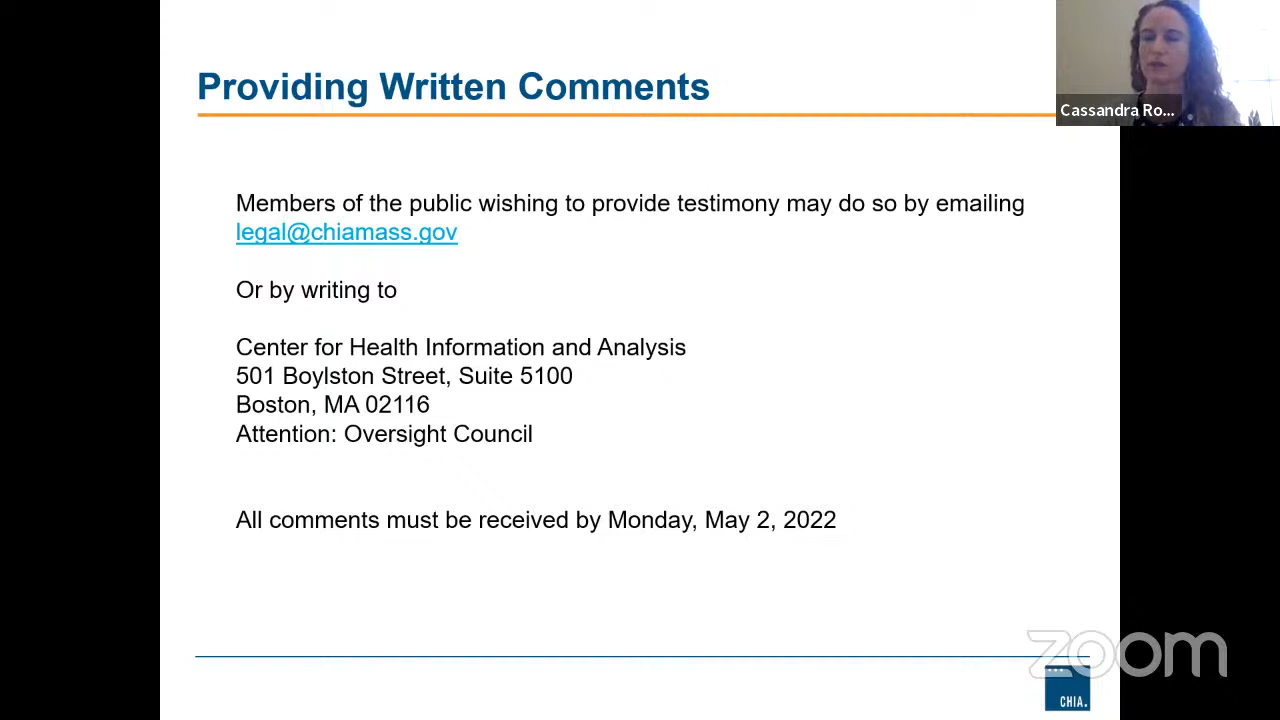 Providing Written Comments
Cassandra Ro...
Members of the public wishing to provide testimony may do so by emailing
legal@chiamass.gov
Or by writing to
Center for Health Information and Analysis
501 Boylston Street, Suite 5100
Boston, MA 02116
Attention: Oversight Council
All comments must be received by Monday, May 2, 2022
zoom
CHIA.